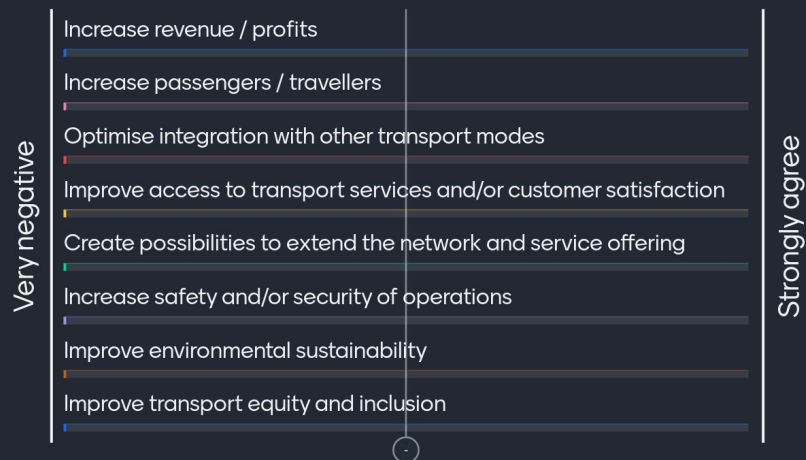 Very negative
Increase revenue / profits
Increase passengers / travellers
Optimise integration with other transport modes
Improve access to transport services and/or customer satisfaction
Create possibilities to extend the network and service offering
Increase safety and/or security of operations
Improve environmental sustainability
Improve transport equity and inclusion
-
Strongly agree